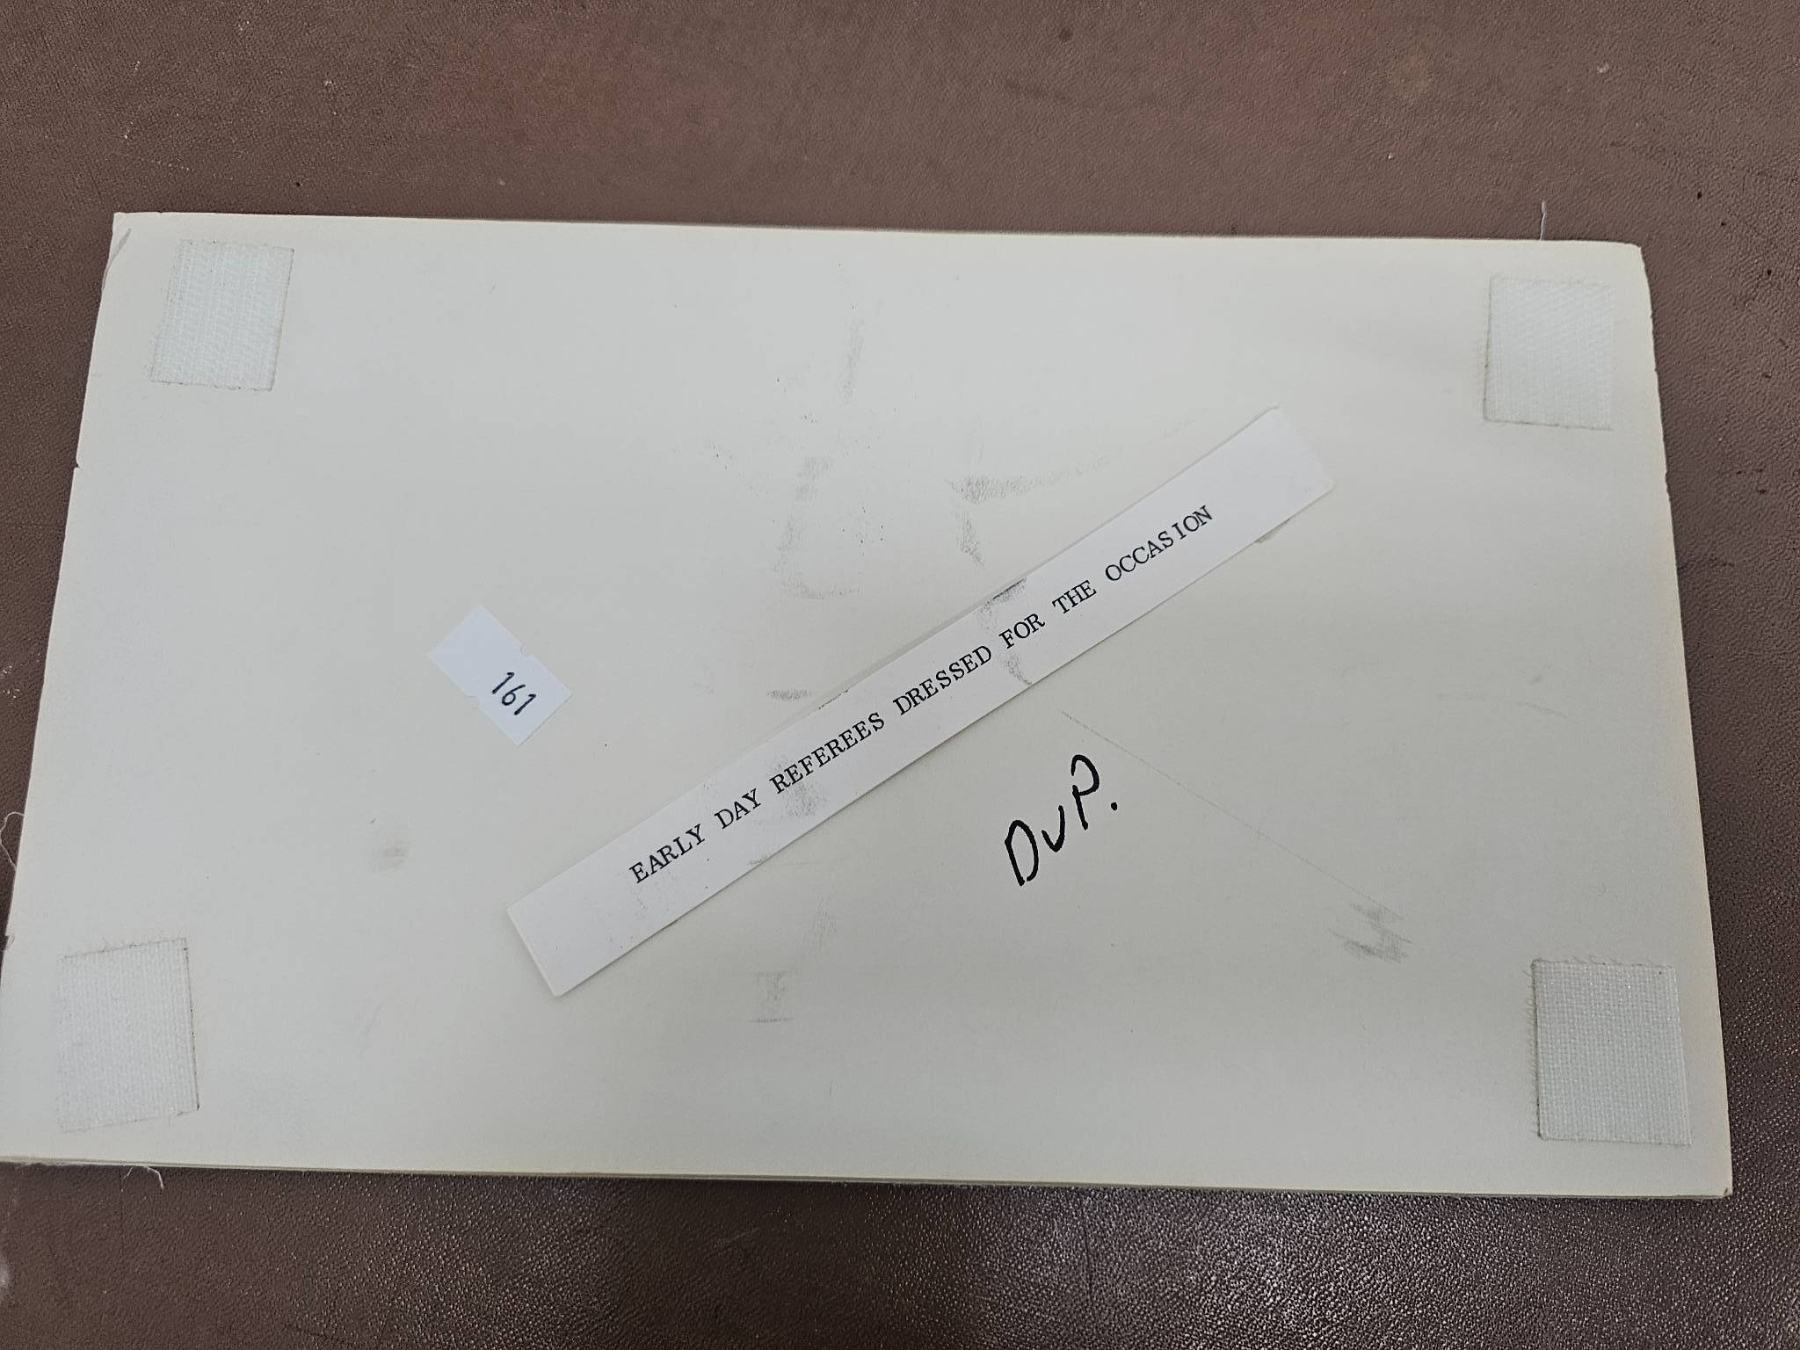 161
EARLY DAY REFEREES DRESSED FOR THE OCCASION
DUP.